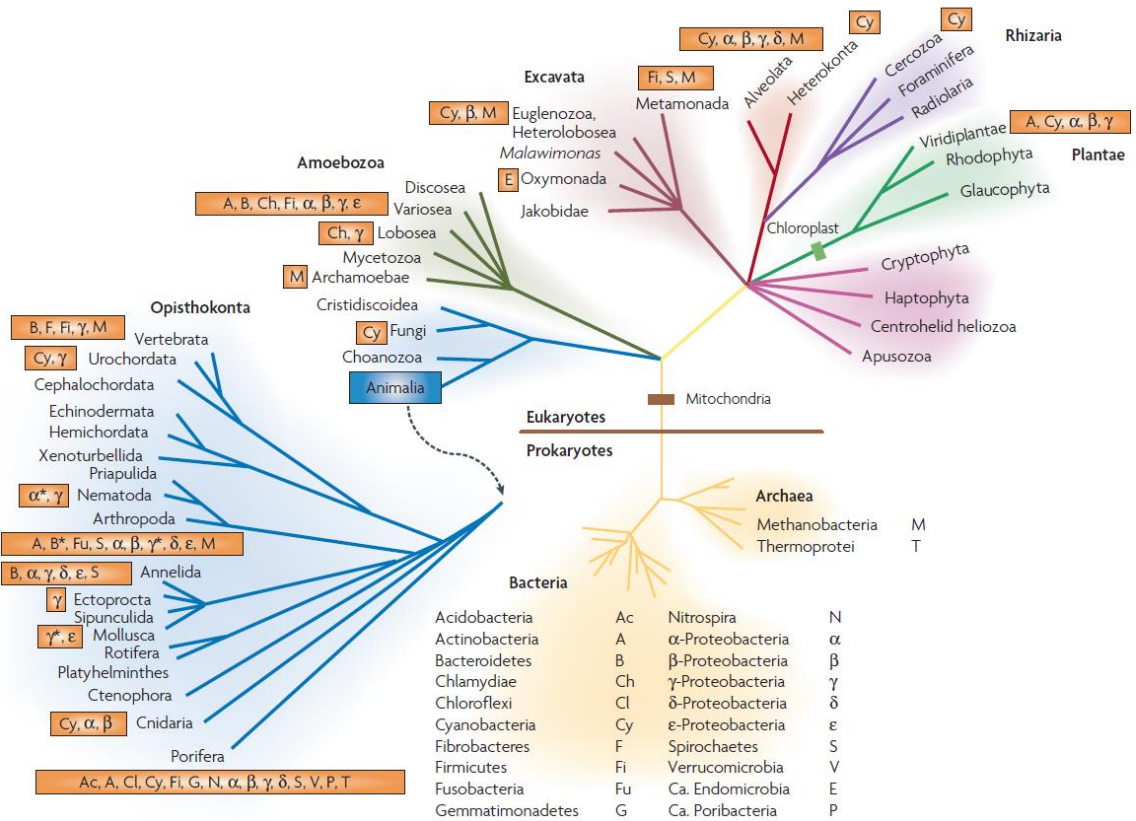 Cy
Cy
Rhizaria
Cy, α, β, γ, δ, M
Cercozoa
Foraminifera
Radiolaria
Alveolata
Heterokonta
Excavata
Fi, S, M
Metamonada
Cy, β, M
Euglenozoa,
Heterolobosea
Malawimonas
E
Oxymonada
Jakobidae
A, Cy, α, β, γ
Viridiplantae
Plantae
Rhodophyta
Glaucophyta
Chloroplast
Amoebozoa
Discosea
A, B, Ch, Fi, α, β, γ, ε
Variosea
Ch, γ
Lobosea
Mycetozoa
M
Archamoebae
Cryptophyta
Haptophyta
Centrohelid heliozoa
Apusozoa
Opisthokonta
Cristidiscoidea
Cy
Fungi
Choanozoa
Animalia
B, F, Fi, γ, M
Vertebrata
Cy, γ
Urochordata
Cephalochordata
Echinodermata
Hemichordata
Xenoturbellida
Priapulida
α*, γ
Nematoda
Arthropoda
A, B*, Fu, S, α, β, γ*, δ, ε, M
B, α, γ, δ, ε, S
Annelida
γ
Ectoprocta
Sipunculida
γ*, ε
Mollusca
Rotifera
Platyhelminthes
Ctenophora
Cy, α, β
Cnidaria
Porifera
Ac, A, Cl, Cy, Fi, G, N, α, β, γ, δ, S, V, P, T
Mitochondria
Eukaryotes
Prokaryotes
Archaea
Methanobacteria M
Thermoprotei T
Bacteria
Acidobacteria Ac Nitrospira N
Actinobacteria A α-Proteobacteria α
Bacteroidetes B β-Proteobacteria β
Chlamydiae Ch γ-Proteobacteria γ
Chloroflexi Cl δ-Proteobacteria δ
Cyanobacteria Cy ε-Proteobacteria ε
Fibrobacteres F Spirochaetes S
Firmicutes Fi Verrucomicrobia V
Fusobacteria Fu Ca. Endomicrobia E
Gemmatimonadetes G Ca. Poribacteria P